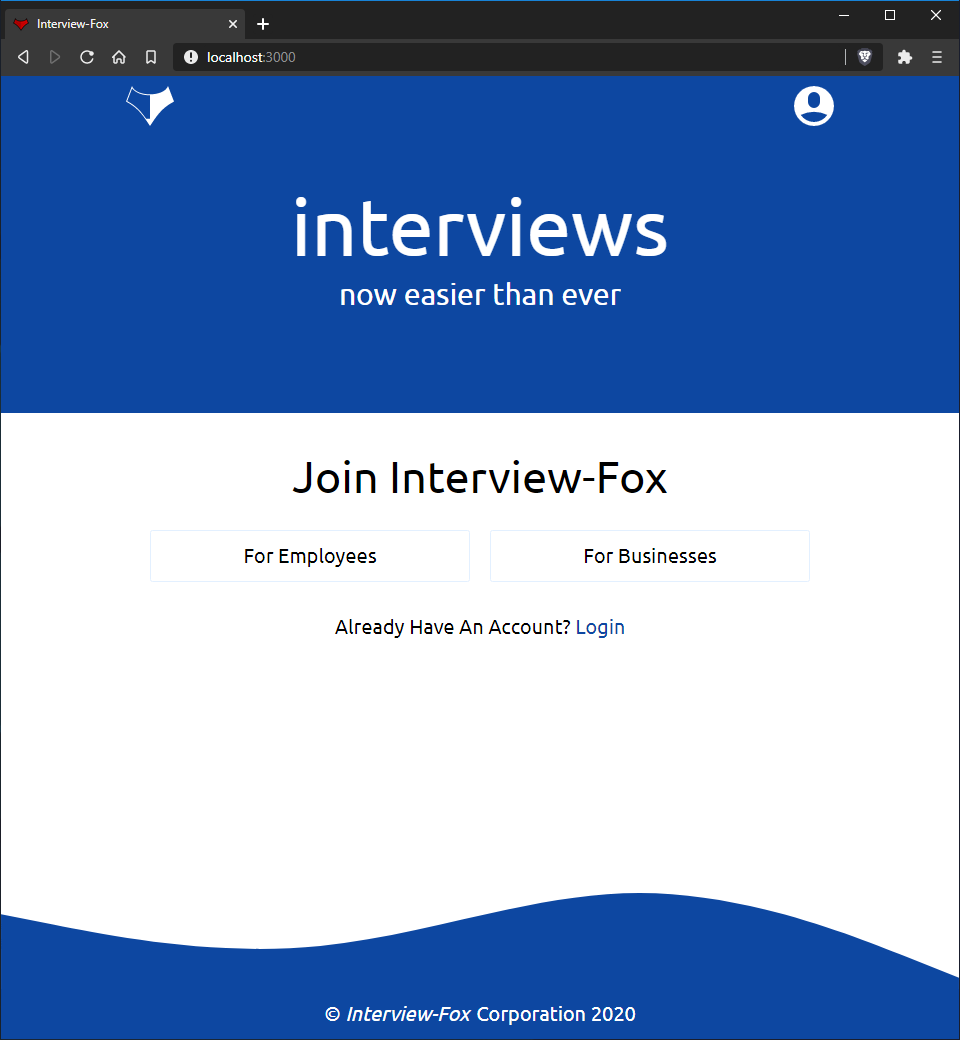 Interview-Fox
localhost:3000
interviews
now easier than ever
Join Interview-Fox
For Employees
For Businesses
Already Have An Account? Login
© Interview-Fox Corporation 2020